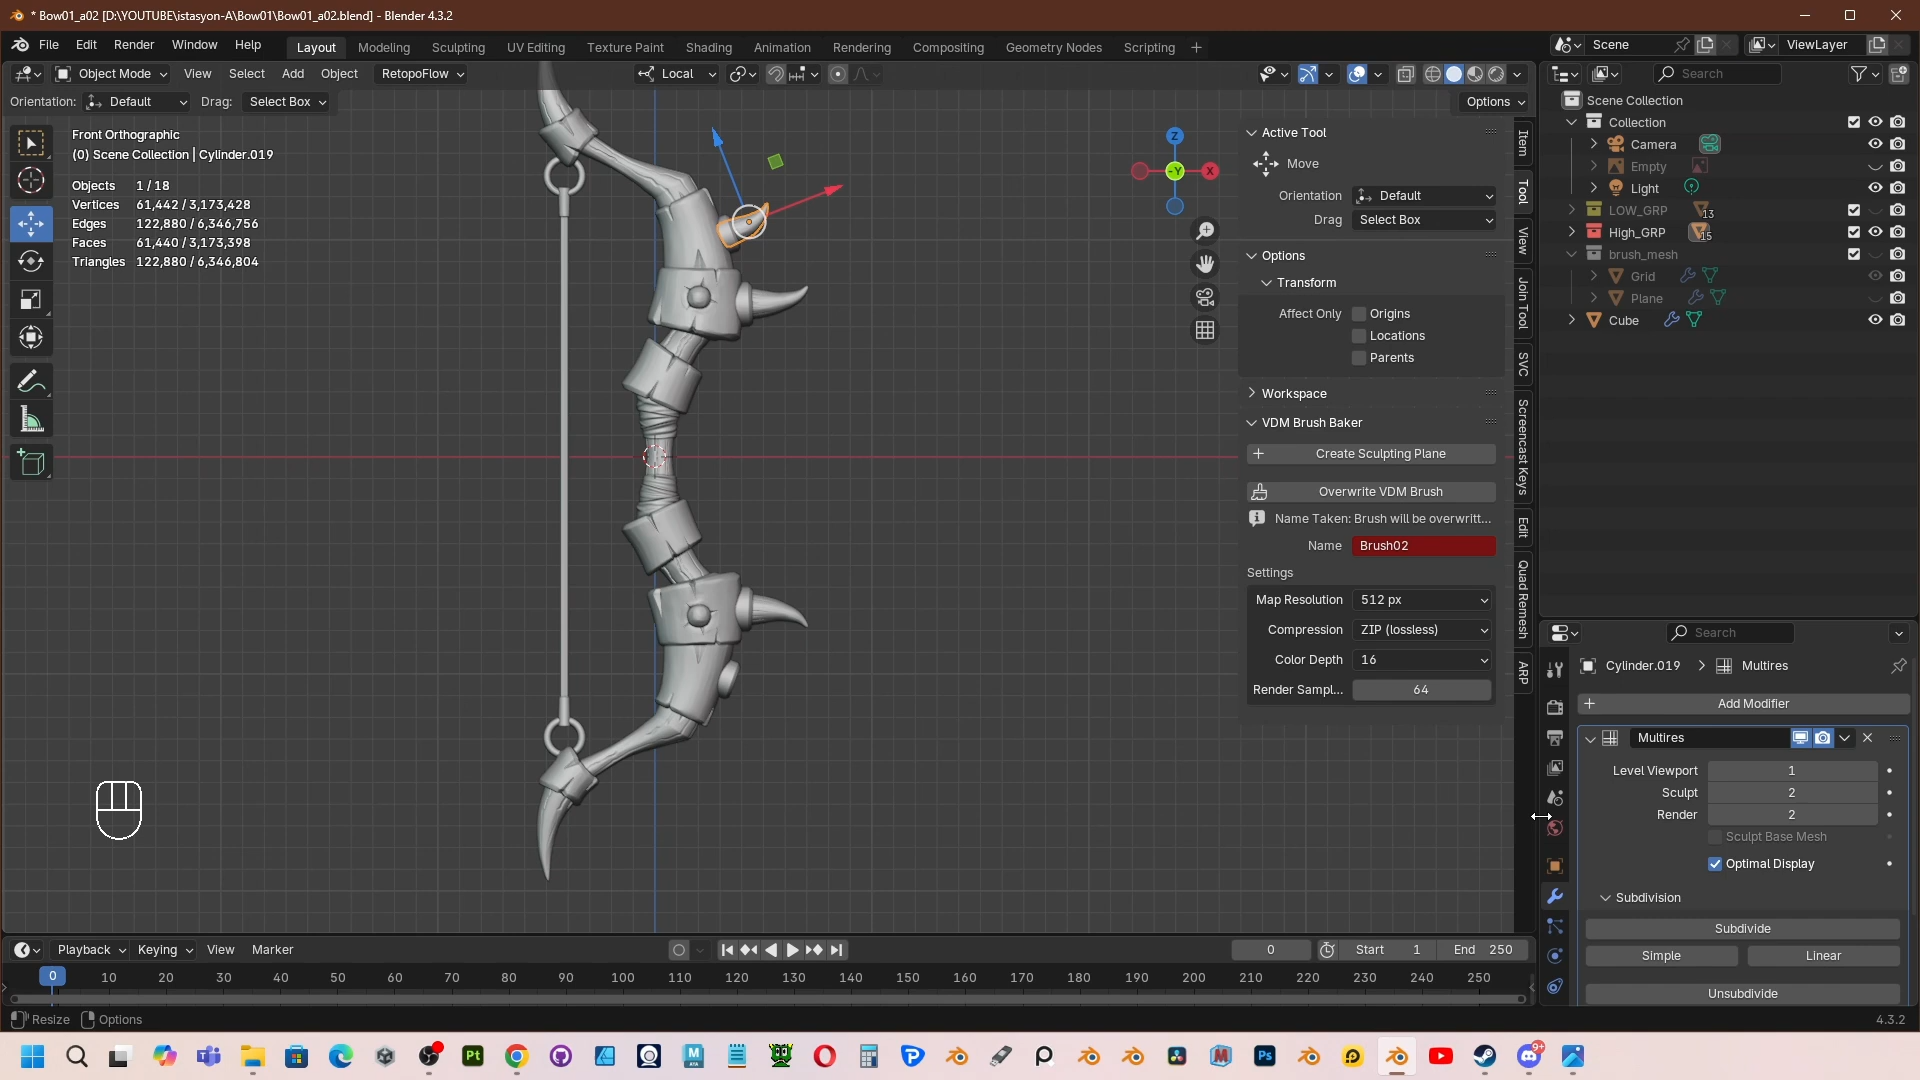 * Bow01_a02 [D:\YOUTUBE\istasyon-A\Bow01\Bow01_a02.blend] - Blender 4.3.2
File Edit Render Window Help
Layout Modeling Sculpting UV Editing Texture Paint Shading Animation Rendering Compositing Geometry Nodes Scripting +
Scene
ViewLayer
Object Mode View Select Add Object RetopoFlow
Local
Search
Orientation: Default Drag: Select Box
Options
Front Orthographic
(0) Scene Collection | Cylinder.019
Objects 1 / 18
Vertices 61,442 / 3,173,428
Edges 122,880 / 6,346,756
Faces 61,440 / 3,173,398
Triangles 122,880 / 6,346,804
Z
X
-Y
Active Tool
Move
Orientation Default
Drag Select Box
Options
Transform
Affect Only Origins
Locations
Parents
Workspace
VDM Brush Baker
Create Sculpting Plane
Overwrite VDM Brush
Name Taken: Brush will be overwritt...
Name Brush02
Settings
Map Resolution 512 px
Compression ZIP (lossless)
Color Depth 16
Render Sampl... 64
Item
Tool
View
Join Tool
SVC
Screencast Keys
Edit
Quad Remesh
ARP
Scene Collection
Collection
Camera
Empty
Light
LOW_GRP 13
High_GRP 15
brush_mesh
Grid
Plane
Cube
Search
Cylinder.019 > Multires
Add Modifier
Multires
Level Viewport 1
Sculpt 2
Render 2
Sculpt Base Mesh
Optimal Display
Subdivision
Subdivide
Simple Linear
Unsubdivide
Playback Keying View Marker
0
Start 1 End 250
0 10 20 30 40 50 60 70 80 90 100 110 120 130 140 150 160 170 180 190 200 210 220 230 240 250
Resize Options
4.3.2
Pt
M
Ps
9+